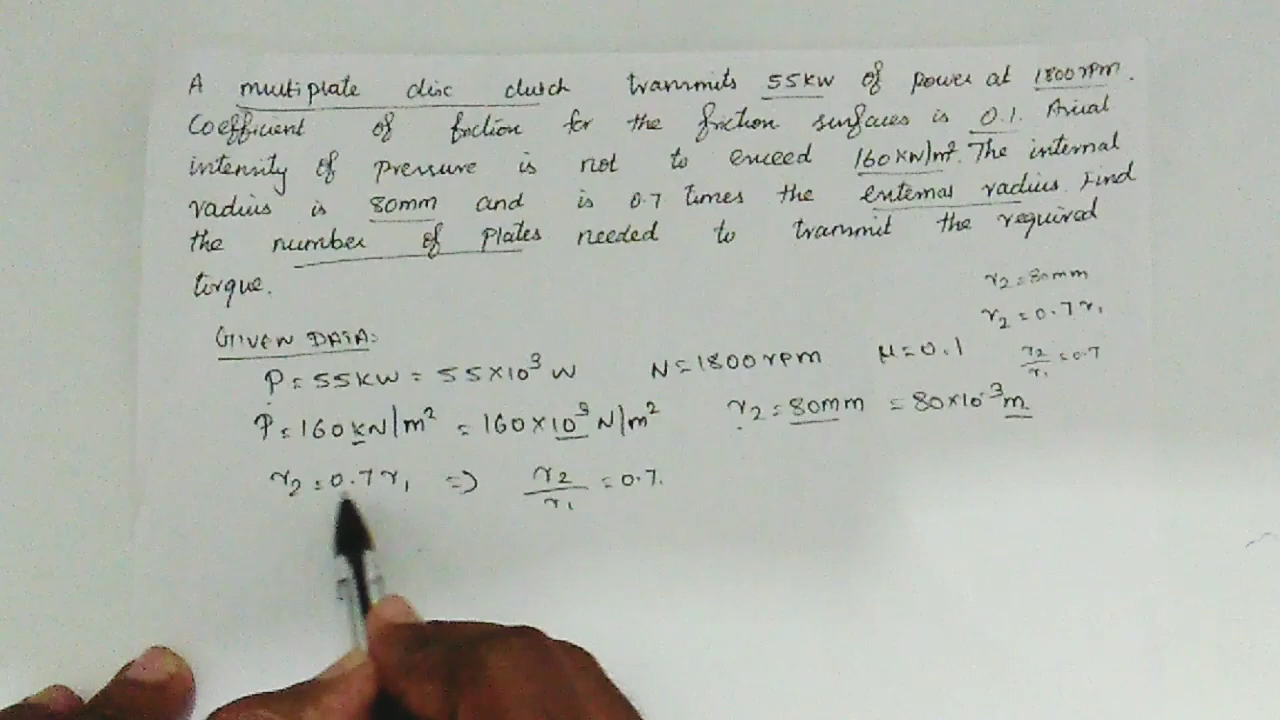 A multiplate disc clutch transmits 55kW of power at 1800 rpm.
Coefficient of friction for the friction surfaces is 0.1. Axial
intensity of pressure is not to exceed 160kN/m². The internal
radius is 80mm and is 0.7 times the external radius. Find
the number of plates needed to transmit the required
torque.
r₂ = 80mm
r₂ = 0.7r₁
r₂/r₁ = 0.7
GIVEN DATA:
P = 55kW = 55×10³ W N = 1800rpm μ = 0.1
P = 160kN/m² = 160×10³ N/m² r₂ = 80mm = 80×10⁻³m
r₂ = 0.7r₁ => r₂/r₁ = 0.7.